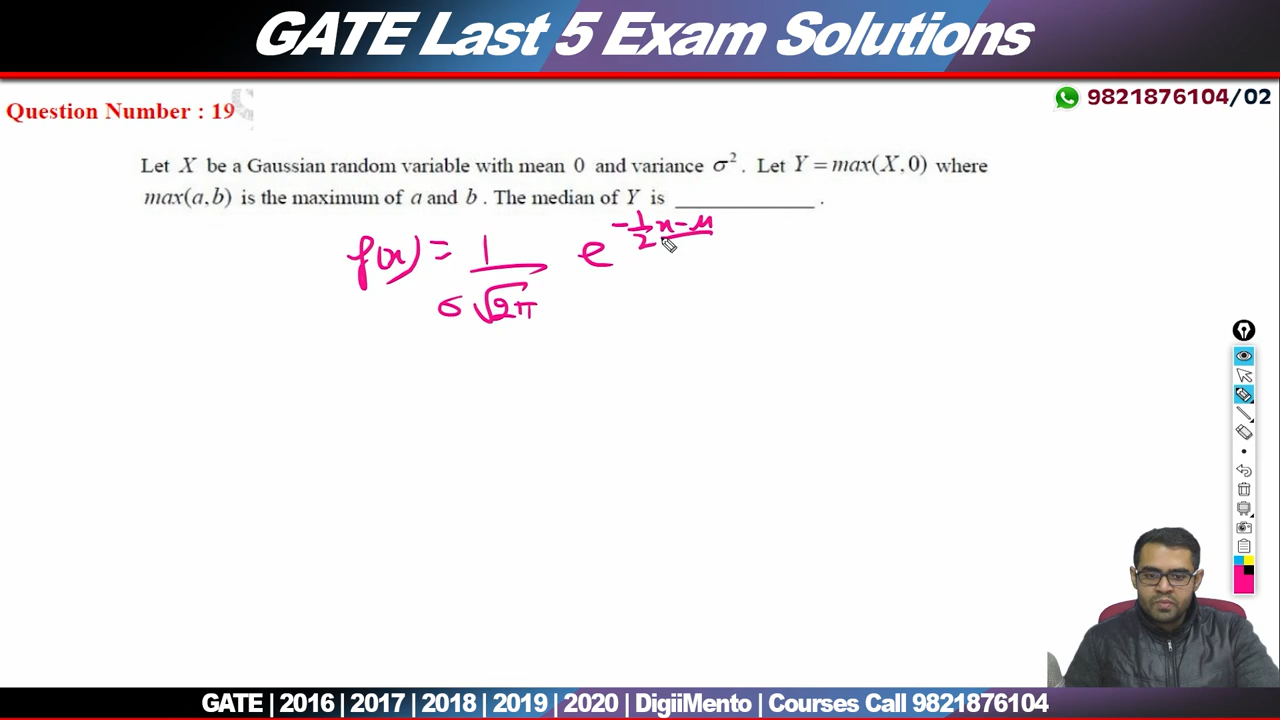 GATE Last 5 Exam Solutions
Question Number : 19
9821876104/02
Let X be a Gaussian random variable with mean 0 and variance σ². Let Y = max(X,0) where
max(a,b) is the maximum of a and b. The median of Y is ____________ .
f(x) = 1 / σ√2π e^-1/2 x-μ
GATE | 2016 | 2017 | 2018 | 2019 | 2020 | DigiiMento | Courses Call 9821876104